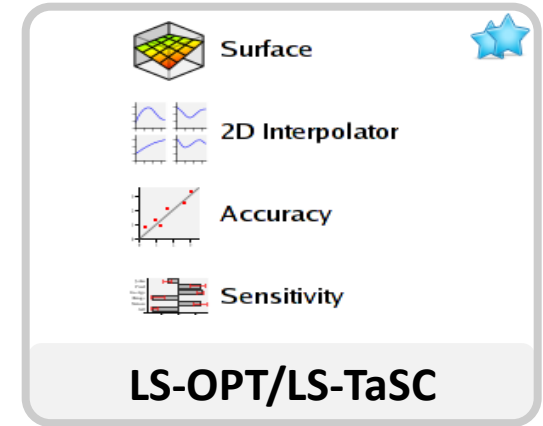 Surface
2D Interpolator
Accuracy
Sensitivity
LS-OPT/LS-TaSC